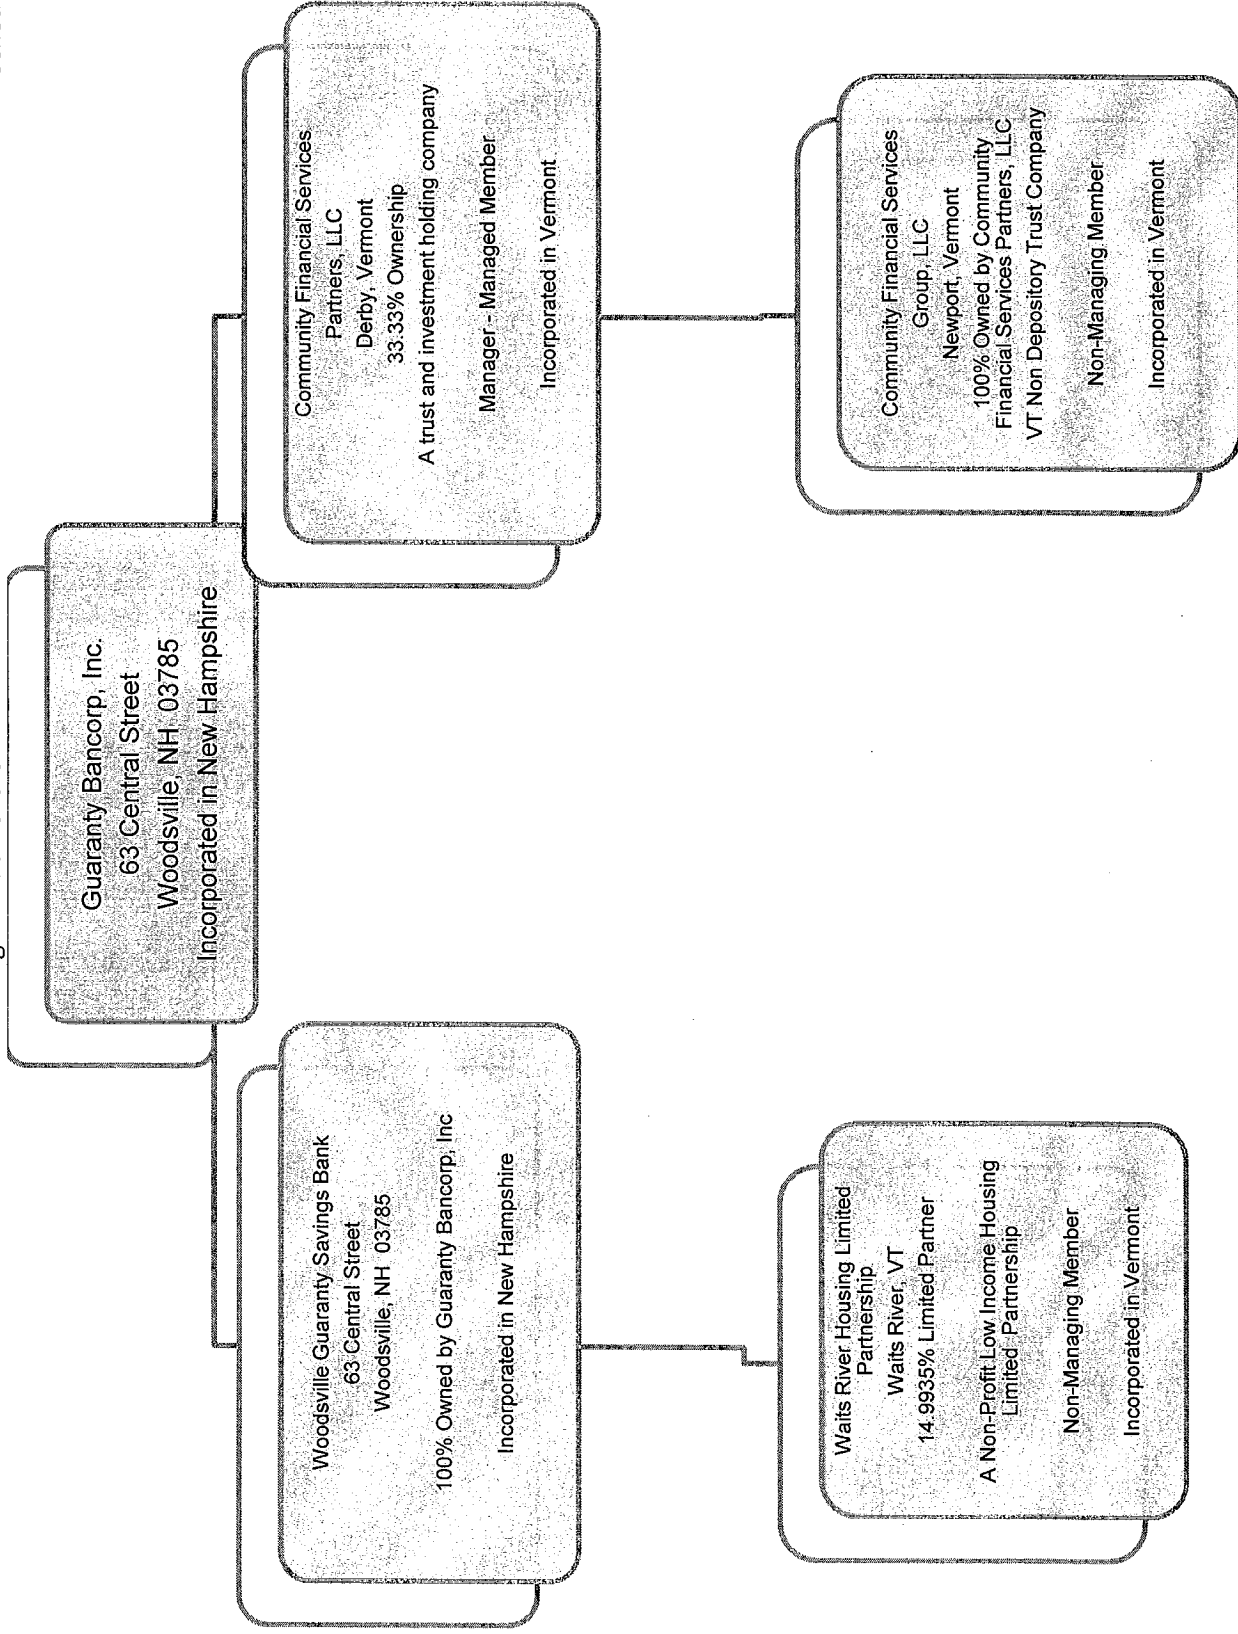 Guaranty Bancorp, Inc.
63 Central Street
Woodsville, NH 03785
Incorporated in New Hampshire
Woodsville Guaranty Savings Bank
63 Central Street
Woodsville, NH 03785
100% Owned by Guaranty Bancorp, Inc
Incorporated in New Hampshire
Community Financial Services
Partners, LLC
Derby, Vermont
33.33% Ownership
A trust and investment holding company
Manager - Managed Member
Incorporated in Vermont
Waits River Housing Limited
Partnership
Waits River, VT
14.9935% Limited Partner
A Non-Profit Low Income Housing
Limited Partnership
Non-Managing Member
Incorporated in Vermont
Community Financial Services
Group, LLC
Newport, Vermont
100% Owned by Community
Financial Services Partners, LLC
VT Non Depository Trust Company
Non-Managing Member
Incorporated in Vermont